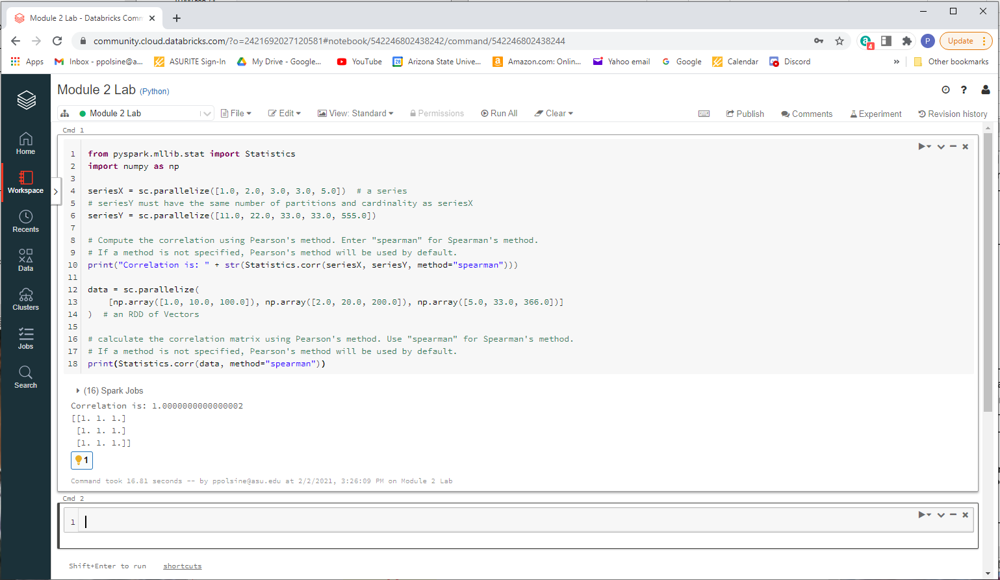 Module 2 Lab - Databricks Comm
community.cloud.databricks.com/?o=2421692027120581#notebook/542246802438242/command/542246802438244
4
P
Update
Apps
Inbox - ppolsine@a...
ASURITE Sign-In
My Drive - Google...
YouTube
28
Arizona State Unive...
a
Amazon.com: Onlin...
Yahoo email
Google
Calendar
Discord
»
Other bookmarks
Module 2 Lab (Python)
?
Module 2 Lab
File
Edit
View: Standard
Permissions
Run All
Clear
Publish
Comments
Experiment
Revision history
Home
Workspace
Recents
Data
Clusters
Jobs
Search
Cmd 1
1 from pyspark.mllib.stat import Statistics
2 import numpy as np
3
4 seriesX = sc.parallelize([1.0, 2.0, 3.0, 3.0, 5.0])  # a series
5 # seriesY must have the same number of partitions and cardinality as seriesX
6 seriesY = sc.parallelize([11.0, 22.0, 33.0, 33.0, 555.0])
7
8 # Compute the correlation using Pearson's method. Enter "spearman" for Spearman's method.
9 # If a method is not specified, Pearson's method will be used by default.
10 print("Correlation is: " + str(Statistics.corr(seriesX, seriesY, method="spearman")))
11
12 data = sc.parallelize(
13     [np.array([1.0, 10.0, 100.0]), np.array([2.0, 20.0, 200.0]), np.array([5.0, 33.0, 366.0])]
14 )  # an RDD of Vectors
15
16 # calculate the correlation matrix using Pearson's method. Use "spearman" for Spearman's method.
17 # If a method is not specified, Pearson's method will be used by default.
18 print(Statistics.corr(data, method="spearman"))
(16) Spark Jobs
Correlation is: 1.0000000000000002
[[1. 1. 1.]
 [1. 1. 1.]
 [1. 1. 1.]]
1
Command took 16.81 seconds -- by ppolsine@asu.edu at 2/2/2021, 3:26:09 PM on Module 2 Lab
Cmd 2
1
Shift+Enter to run shortcuts